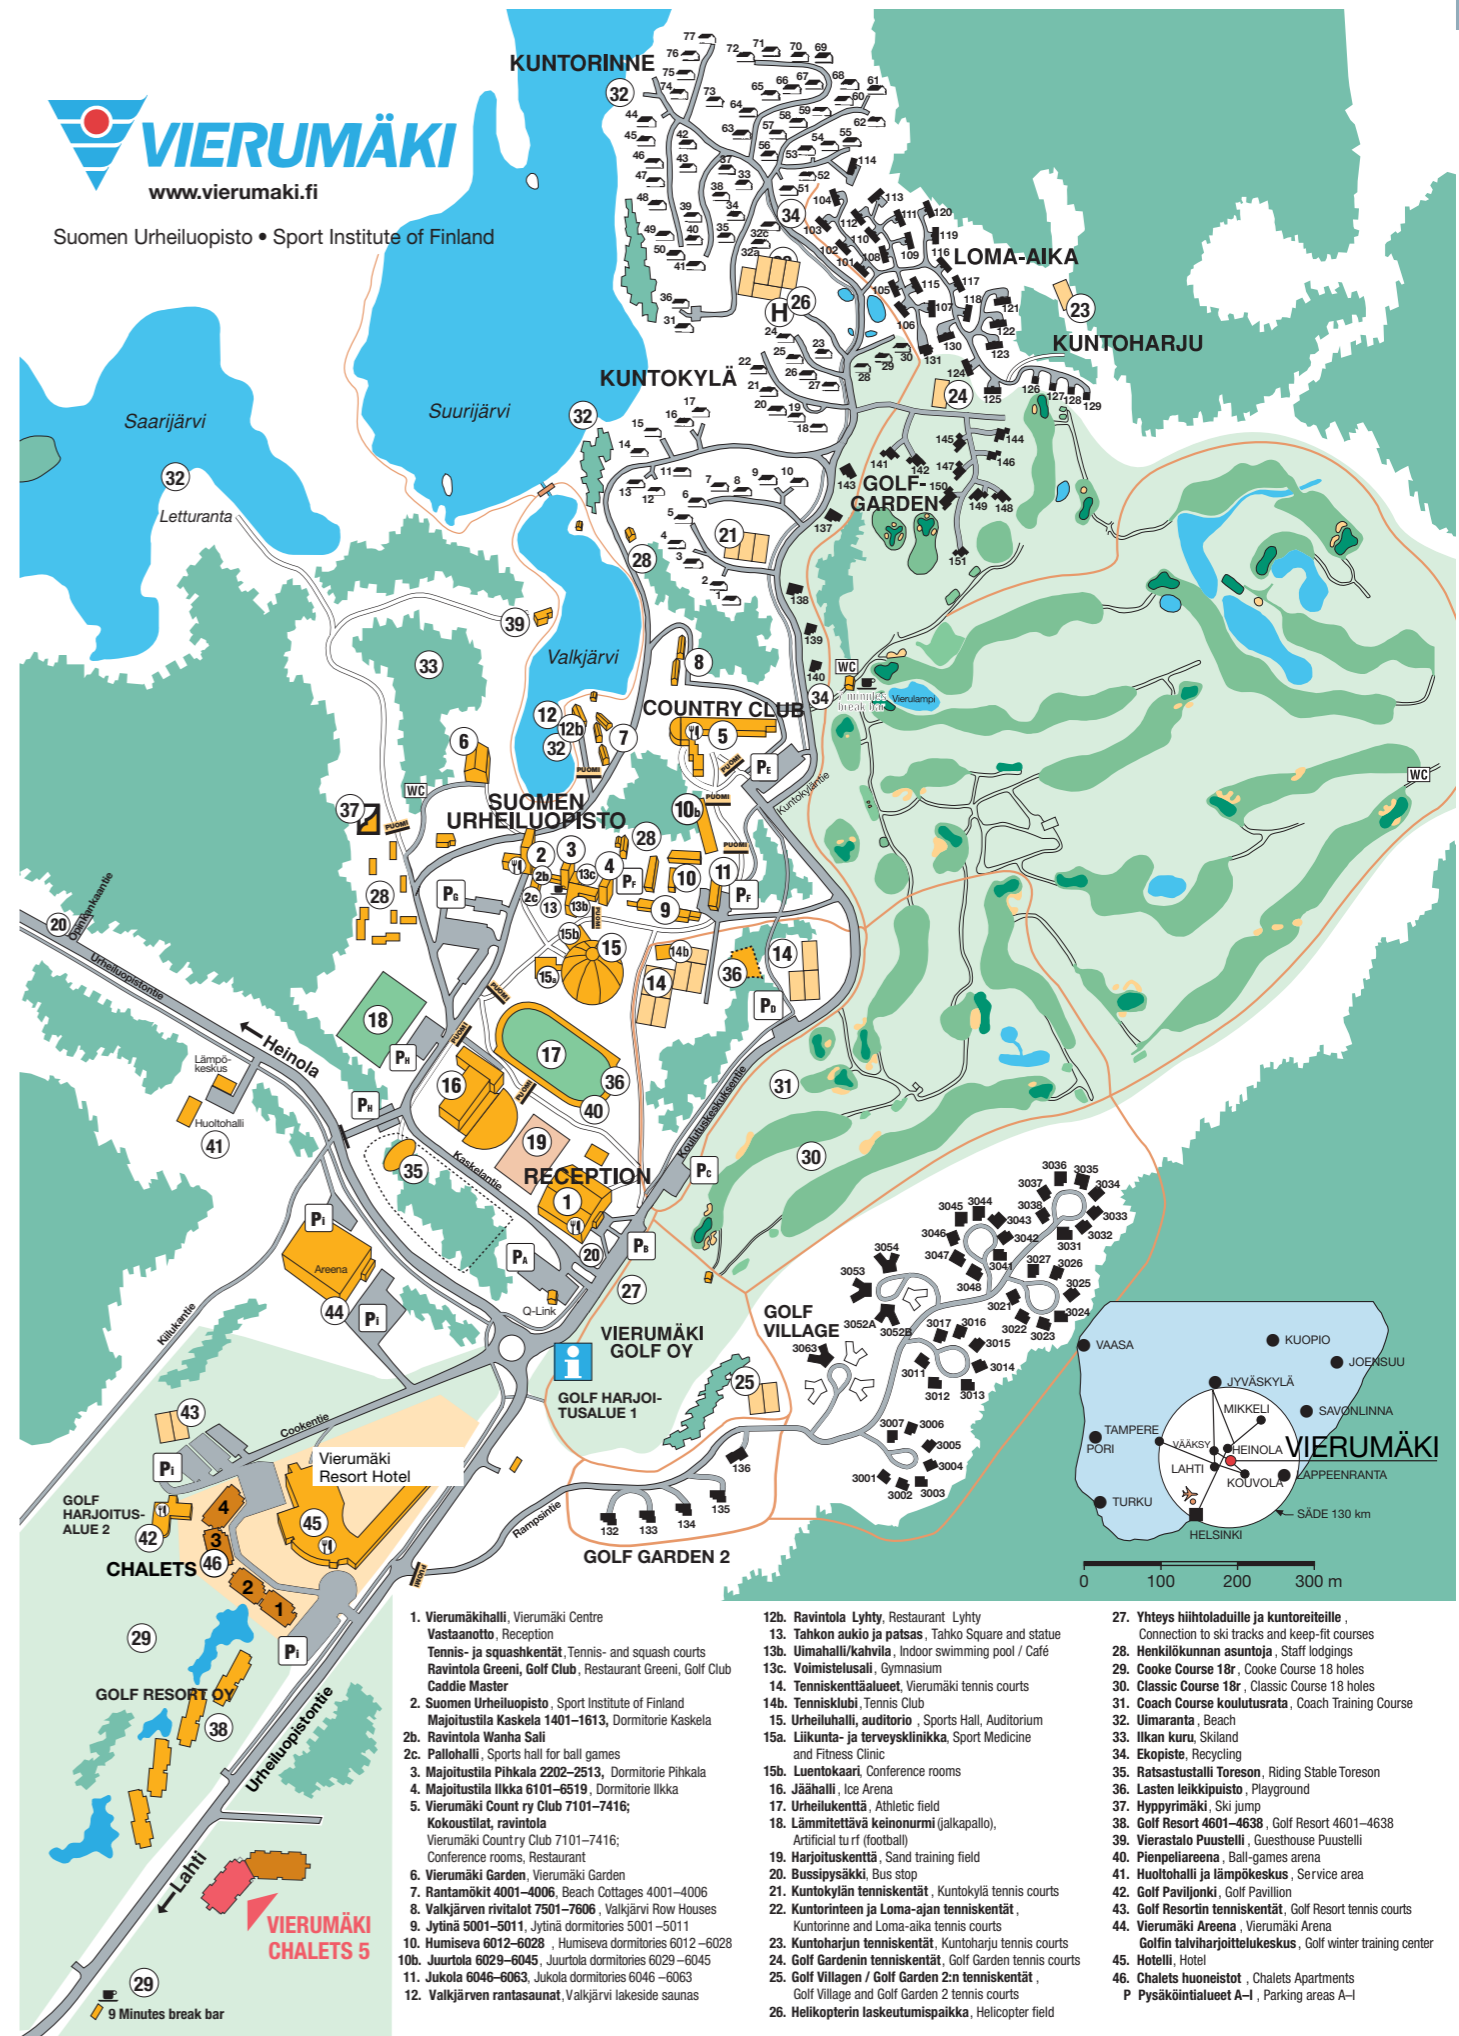 VIERUMÄKI
www.vierumaki.fi
Suomen Urheiluopisto • Sport Institute of Finland
KUNTORINNE
LOMA-AIKA
KUNTOHARJU
KUNTOKYLÄ
GOLF-
GARDEN
Saarijärvi
Suurijärvi
Letturanta
Valkjärvi
COUNTRY CLUB
WC
9 minutes
break bar
Vierulampi
WC
WC
SUOMEN
URHEILUOPISTO
PUOMI
Kuntokyläntie
Opinkankaantie
Urheiluopistontie
Heinola
Lämpö-
keskus
Huoltohalli
Kaskelantie
RECEPTION
Koulutuskeskuksentie
Areena
Q-Link
Kiilukantie
VIERUMÄKI
GOLF OY
GOLF HARJOI-
TUSALUE 1
GOLF
VILLAGE
Cookentie
Vierumäki
Resort Hotel
GOLF
HARJOITUS-
ALUE 2
CHALETS
Rampsintie
GOLF GARDEN 2
GOLF RESORT OY
Urheiluopistontie
Lahti
VIERUMÄKI
CHALETS 5
9 Minutes break bar
VAASA
KUOPIO
JOENSUU
JYVÄSKYLÄ
MIKKELI
SAVONLINNA
TAMPERE
PORI
VÄÄKSY
HEINOLA
VIERUMÄKI
LAHTI
KOUVOLA
LAPPEENRANTA
TURKU
SÄDE 130 km
HELSINKI
0 100 200 300 m
1. Vierumäkihalli, Vierumäki Centre
Vastaanotto, Reception
Tennis- ja squashkentät, Tennis- and squash courts
Ravintola Greeni, Golf Club, Restaurant Greeni, Golf Club
Caddie Master
2. Suomen Urheiluopisto, Sport Institute of Finland
Majoitustila Kaskela 1401–1613, Dormitorie Kaskela
2b. Ravintola Wanha Sali
2c. Pallohalli, Sports hall for ball games
3. Majoitustila Pihkala 2202–2513, Dormitorie Pihkala
4. Majoitustila Ilkka 6101–6519, Dormitorie Ilkka
5. Vierumäki Count ry Club 7101–7416;
Kokoustilat, ravintola
Vierumäki Country Club 7101–7416;
Conference rooms, Restaurant
6. Vierumäki Garden, Vierumäki Garden
7. Rantamökit 4001–4006, Beach Cottages 4001–4006
8. Valkjärven rivitalot 7501–7606, Valkjärvi Row Houses
9. Jytinä 5001–5011, Jytinä dormitories 5001–5011
10. Humiseva 6012–6028, Humiseva dormitories 6012–6028
10b. Juurtola 6029–6045, Juurtola dormitories 6029–6045
11. Jukola 6046–6063, Jukola dormitories 6046–6063
12. Valkjärven rantasaunat, Valkjärvi lakeside saunas
12b. Ravintola Lyhty, Restaurant Lyhty
13. Tahkon aukio ja patsas, Tahko Square and statue
13b. Uimahalli/kahvila, Indoor swimming pool / Café
13c. Voimistelusali, Gymnasium
14. Tenniskenttäalueet, Vierumäki tennis courts
14b. Tennisklubi, Tennis Club
15. Urheiluhalli, auditorio, Sports Hall, Auditorium
15a. Liikunta- ja terveysklinikka, Sport Medicine
and Fitness Clinic
15b. Luentokaari, Conference rooms
16. Jäähalli, Ice Arena
17. Urheilukenttä, Athletic field
18. Lämmitettävä keinonurmi (jalkapallo),
Artificial tu rf (football)
19. Harjoituskenttä, Sand training field
20. Bussipysäkki, Bus stop
21. Kuntokylän tenniskentät, Kuntokylä tennis courts
22. Kuntorinteen ja Loma-ajan tenniskentät,
Kuntorinne and Loma-aika tennis courts
23. Kuntoharjun tenniskentät, Kuntoharju tennis courts
24. Golf Gardenin tenniskentät, Golf Garden tennis courts
25. Golf Villagen / Golf Garden 2:n tenniskentät,
Golf Village and Golf Garden 2 tennis courts
26. Helikopterin laskeutumispaikka, Helicopter field
27. Yhteys hiihtoladuille ja kuntoreiteille,
Connection to ski tracks and keep-fit courses
28. Henkilökunnan asuntoja, Staff lodgings
29. Cooke Course 18r, Cooke Course 18 holes
30. Classic Course 18r, Classic Course 18 holes
31. Coach Course koulutusrata, Coach Training Course
32. Uimaranta, Beach
33. Ilkan kuru, Skiland
34. Ekopiste, Recycling
35. Ratsastustalli Toreson, Riding Stable Toreson
36. Lasten leikkipuisto, Playground
37. Hyppyrimäki, Ski jump
38. Golf Resort 4601–4638, Golf Resort 4601–4638
39. Vierastalo Puustelli, Guesthouse Puustelli
40. Pienpeliareena, Ball-games arena
41. Huoltohalli ja lämpökeskus, Service area
42. Golf Paviljonki, Golf Pavillion
43. Golf Resortin tenniskentät, Golf Resort tennis courts
44. Vierumäki Areena, Vierumäki Arena
Golfin talviharjoittelukeskus, Golf winter training center
45. Hotelli, Hotel
46. Chalets huoneistot, Chalets Apartments
P Pysäköintialueet A–I, Parking areas A–I